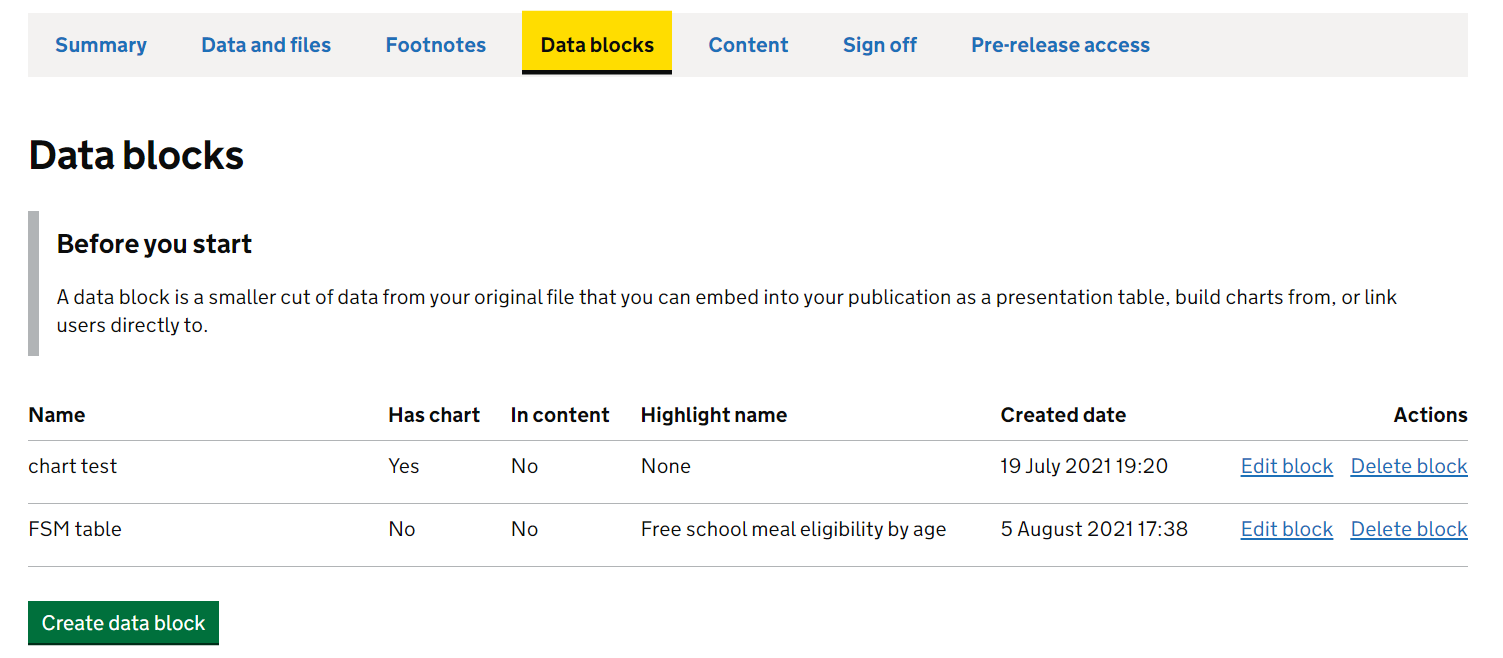 Summary Data and files Footnotes Data blocks Content Sign off Pre-release access
Data blocks
Before you start
A data block is a smaller cut of data from your original file that you can embed into your publication as a presentation table, build charts from, or link
users directly to.
Name Has chart In content Highlight name Created date Actions
chart test Yes No None 19 July 2021 19:20 Edit block Delete block
FSM table No No Free school meal eligibility by age 5 August 2021 17:38 Edit block Delete block
Create data block